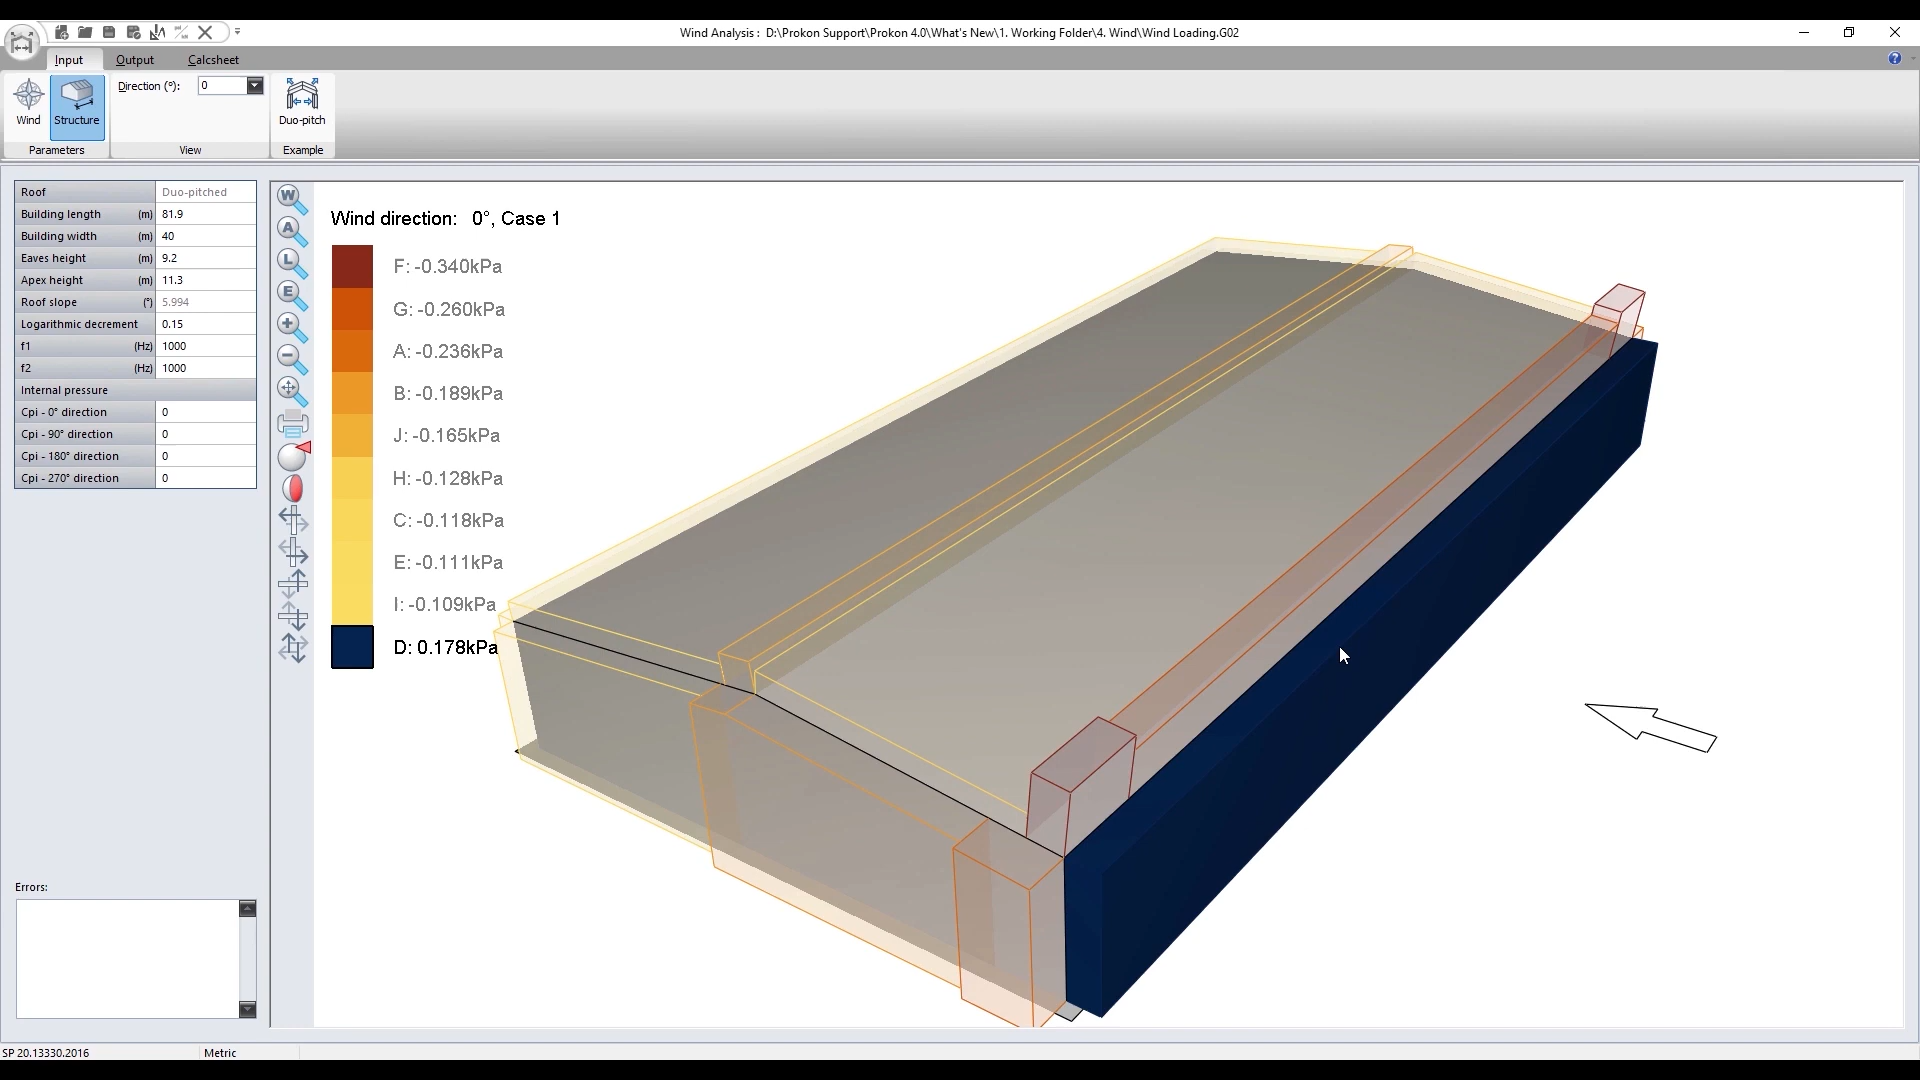 Wind Analysis : D:\Prokon Support\Prokon 4.0\What's New\1. Working Folder\4. Wind\Wind Loading.G02
Input Output Calcsheet
Direction (°): 0
Wind Structure Duo-pitch
Parameters View Example
Roof Duo-pitched
Building length (m) 81.9
Building width (m) 40
Eaves height (m) 9.2
Apex height (m) 11.3
Roof slope (°) 5.994
Logarithmic decrement 0.15
f1 (Hz) 1000
f2 (Hz) 1000
Internal pressure
Cpi - 0° direction 0
Cpi - 90° direction 0
Cpi - 180° direction 0
Cpi - 270° direction 0
W
A
L
E
Wind direction: 0°, Case 1
F: -0.340kPa
G: -0.260kPa
A: -0.236kPa
B: -0.189kPa
J: -0.165kPa
H: -0.128kPa
C: -0.118kPa
E: -0.111kPa
I: -0.109kPa
D: 0.178kPa
Errors:
SP 20.13330.2016 Metric